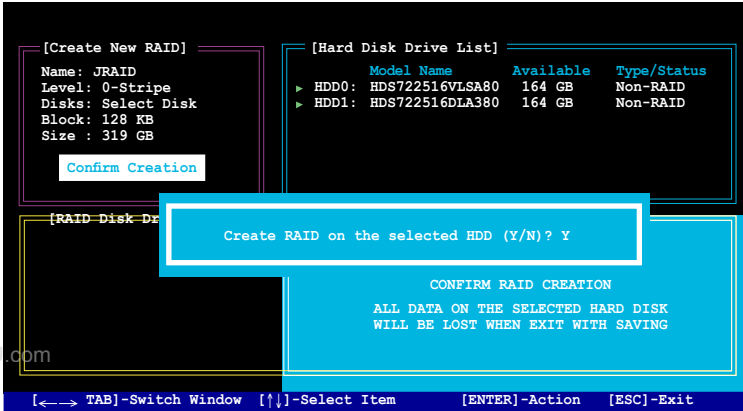 [Create New RAID]
Name: JRAID
Level: 0-Stripe
Disks: Select Disk
Block: 128 KB
Size : 319 GB
Confirm Creation
[Hard Disk Drive List]
Model Name Available Type/Status
HDD0: HDS722516VLSA80 164 GB Non-RAID
HDD1: HDS722516DLA380 164 GB Non-RAID
[RAID Disk Dr
Create RAID on the selected HDD (Y/N)? Y
CONFIRM RAID CREATION
ALL DATA ON THE SELECTED HARD DISK
WILL BE LOST WHEN EXIT WITH SAVING
.com
[←→ TAB]-Switch Window [↑↓]-Select Item [ENTER]-Action [ESC]-Exit